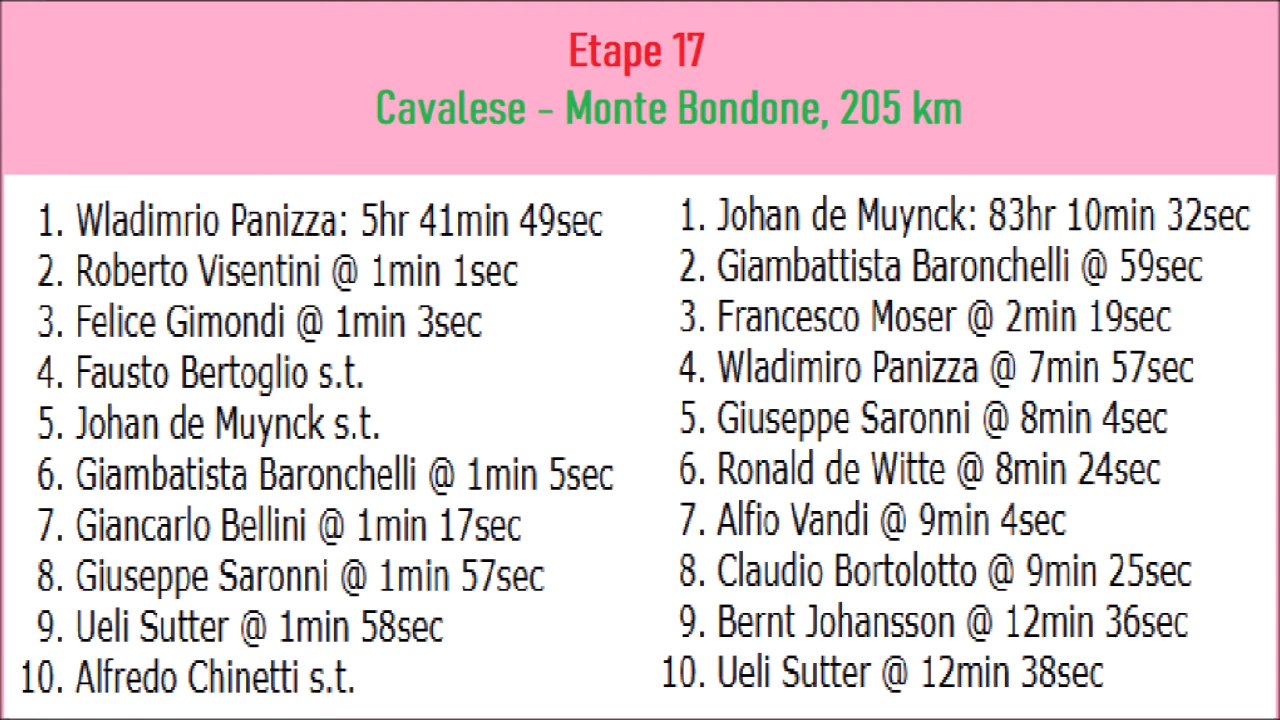 Etape 17
Cavalese - Monte Bondone, 205 km
1. Wladimrio Panizza: 5hr 41min 49sec
2. Roberto Visentini @ 1min 1sec
3. Felice Gimondi @ 1min 3sec
4. Fausto Bertoglio s.t.
5. Johan de Muynck s.t.
6. Giambatista Baronchelli @ 1min 5sec
7. Giancarlo Bellini @ 1min 17sec
8. Giuseppe Saronni @ 1min 57sec
9. Ueli Sutter @ 1min 58sec
10. Alfredo Chinetti s.t.
1. Johan de Muynck: 83hr 10min 32sec
2. Giambattista Baronchelli @ 59sec
3. Francesco Moser @ 2min 19sec
4. Wladimiro Panizza @ 7min 57sec
5. Giuseppe Saronni @ 8min 4sec
6. Ronald de Witte @ 8min 24sec
7. Alfio Vandi @ 9min 4sec
8. Claudio Bortolotto @ 9min 25sec
9. Bernt Johansson @ 12min 36sec
10. Ueli Sutter @ 12min 38sec